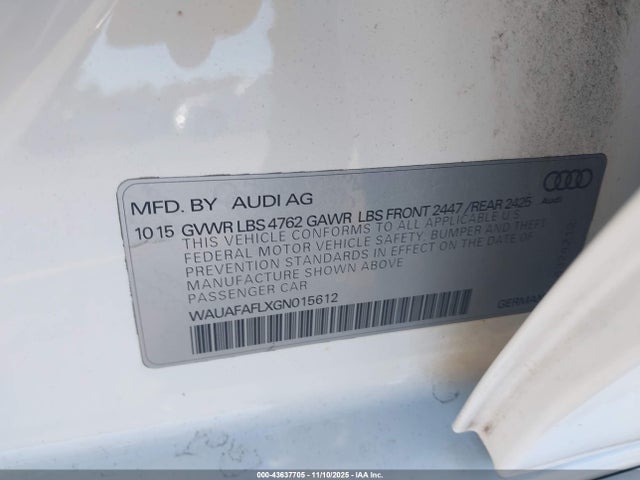 MFD. BY AUDI AG
Audi
10 15 GVWR LBS 4762 GAWR LBS FRONT 2447 / REAR 2425
THIS VEHICLE CONFORMS TO ALL APPLICABLE U S
FEDERAL MOTOR VEHICLE SAFETY, BUMPER AND THEFT
PREVENTION STANDARDS IN EFFECT ON THE DATE OF
MANUFACTURE SHOWN ABOVE
PASSENGER CAR
WAUAFAFLXGN015612
GERMAN
000-43637705 - 11/10/2025 - IAA Inc.